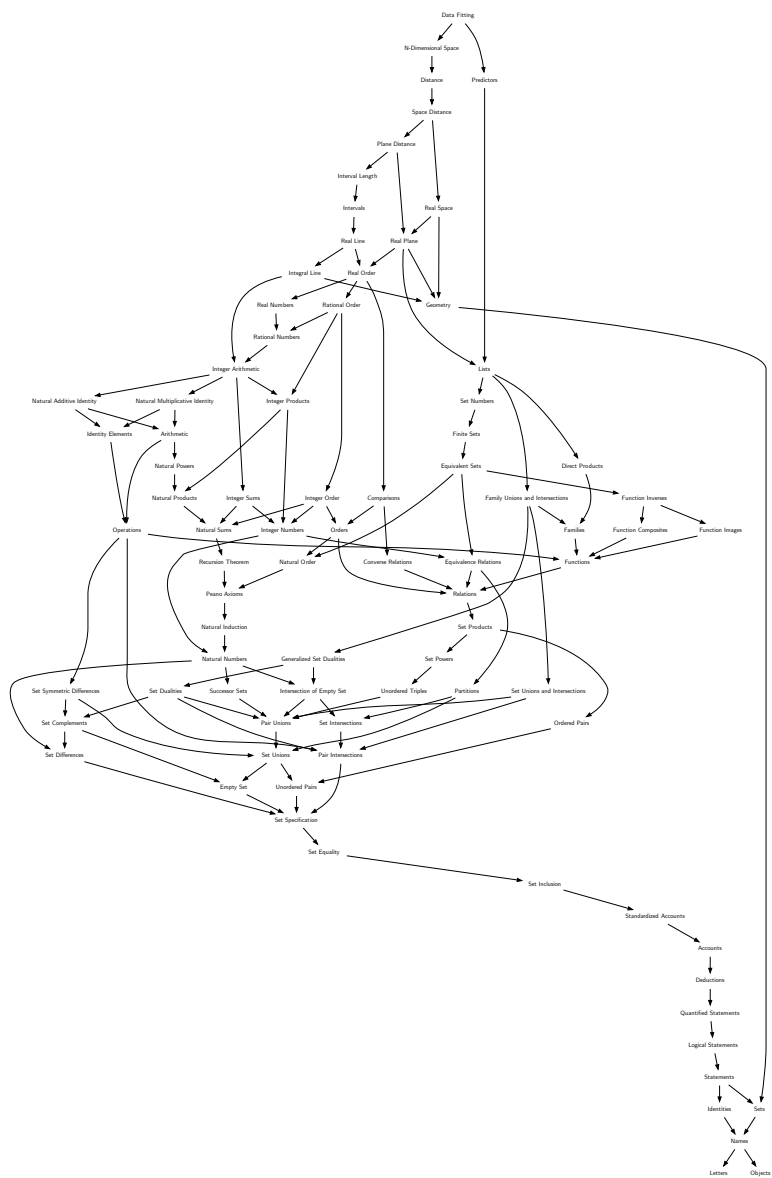 Data Fitting
N-Dimensional Space
Distance Predictors
Space Distance
Plane Distance
Interval Length
Intervals Real Space
Real Line Real Plane
Integral Line Real Order
Real Numbers Rational Order Geometry
Rational Numbers
Integer Arithmetic Lists
Natural Additive Identity Natural Multiplicative Identity Integer Products Set Numbers
Identity Elements Arithmetic Finite Sets
Natural Powers Equivalent Sets Direct Products
Natural Products Integer Sums Integer Order Comparisons Family Unions and Intersections Function Inverses
Operations Natural Sums Integer Numbers Orders Families Function Composites Function Images
Recursion Theorem Natural Order Converse Relations Equivalence Relations Functions
Peano Axioms Relations
Natural Induction Set Products
Natural Numbers Generalized Set Dualities Set Powers
Set Symmetric Differences Set Dualities Successor Sets Intersection of Empty Set Unordered Triples Partitions Set Unions and Intersections
Set Complements Pair Unions Set Intersections Ordered Pairs
Set Differences Set Unions Pair Intersections
Empty Set Unordered Pairs
Set Specification
Set Equality
Set Inclusion
Standardized Accounts
Accounts
Deductions
Quantified Statements
Logical Statements
Statements
Identities Sets
Names
Letters Objects